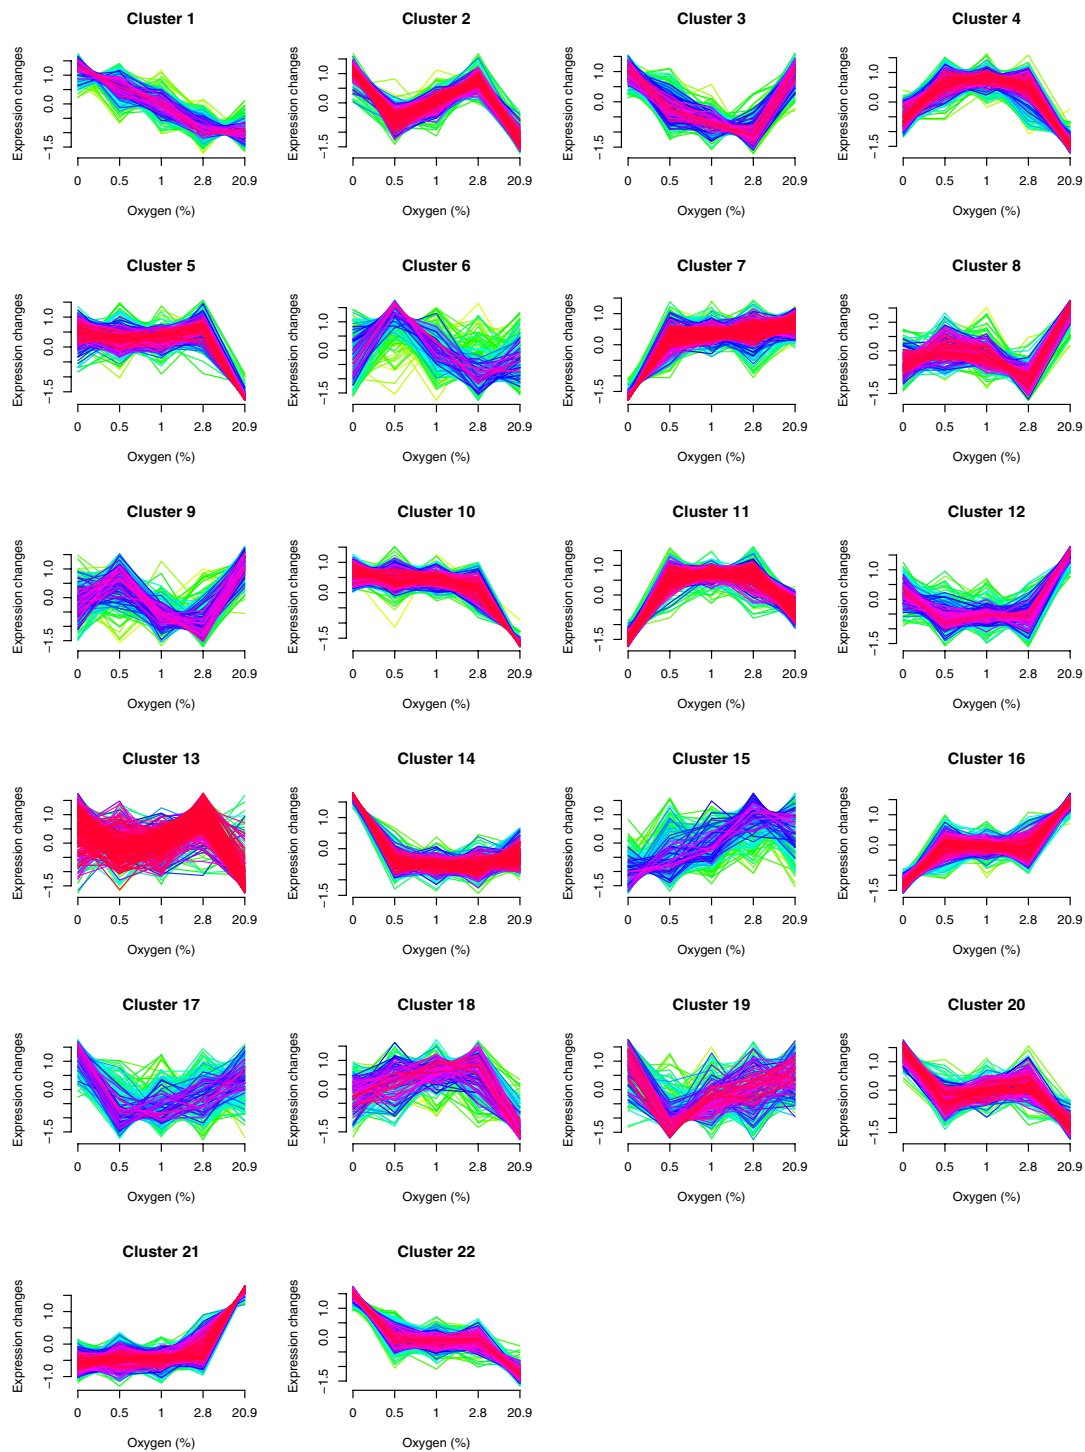 Cluster 1
Expression changes
1.0
0.0
−1.5
0 0.5 1 2.8 20.9
Oxygen (%)
Cluster 2
Expression changes
1.0
0.0
−1.5
0 0.5 1 2.8 20.9
Oxygen (%)
Cluster 3
Expression changes
1.0
0.0
−1.5
0 0.5 1 2.8 20.9
Oxygen (%)
Cluster 4
Expression changes
1.0
0.0
−1.5
0 0.5 1 2.8 20.9
Oxygen (%)
Cluster 5
Expression changes
1.0
0.0
−1.5
0 0.5 1 2.8 20.9
Oxygen (%)
Cluster 6
Expression changes
1.0
0.0
−1.5
0 0.5 1 2.8 20.9
Oxygen (%)
Cluster 7
Expression changes
1.0
0.0
−1.5
0 0.5 1 2.8 20.9
Oxygen (%)
Cluster 8
Expression changes
1.0
0.0
−1.5
0 0.5 1 2.8 20.9
Oxygen (%)
Cluster 9
Expression changes
1.0
0.0
−1.5
0 0.5 1 2.8 20.9
Oxygen (%)
Cluster 10
Expression changes
1.0
0.0
−1.5
0 0.5 1 2.8 20.9
Oxygen (%)
Cluster 11
Expression changes
1.0
0.0
−1.5
0 0.5 1 2.8 20.9
Oxygen (%)
Cluster 12
Expression changes
1.0
0.0
−1.5
0 0.5 1 2.8 20.9
Oxygen (%)
Cluster 13
Expression changes
1.0
0.0
−1.5
0 0.5 1 2.8 20.9
Oxygen (%)
Cluster 14
Expression changes
1.0
0.0
−1.5
0 0.5 1 2.8 20.9
Oxygen (%)
Cluster 15
Expression changes
1.0
0.0
−1.5
0 0.5 1 2.8 20.9
Oxygen (%)
Cluster 16
Expression changes
1.0
0.0
−1.5
0 0.5 1 2.8 20.9
Oxygen (%)
Cluster 17
Expression changes
1.0
0.0
−1.5
0 0.5 1 2.8 20.9
Oxygen (%)
Cluster 18
Expression changes
1.0
0.0
−1.5
0 0.5 1 2.8 20.9
Oxygen (%)
Cluster 19
Expression changes
1.0
0.0
−1.5
0 0.5 1 2.8 20.9
Oxygen (%)
Cluster 20
Expression changes
1.0
0.0
−1.5
0 0.5 1 2.8 20.9
Oxygen (%)
Cluster 21
Expression changes
1.0
0.0
−1.0
0 0.5 1 2.8 20.9
Oxygen (%)
Cluster 22
Expression changes
1.0
0.0
−1.5
0 0.5 1 2.8 20.9
Oxygen (%)